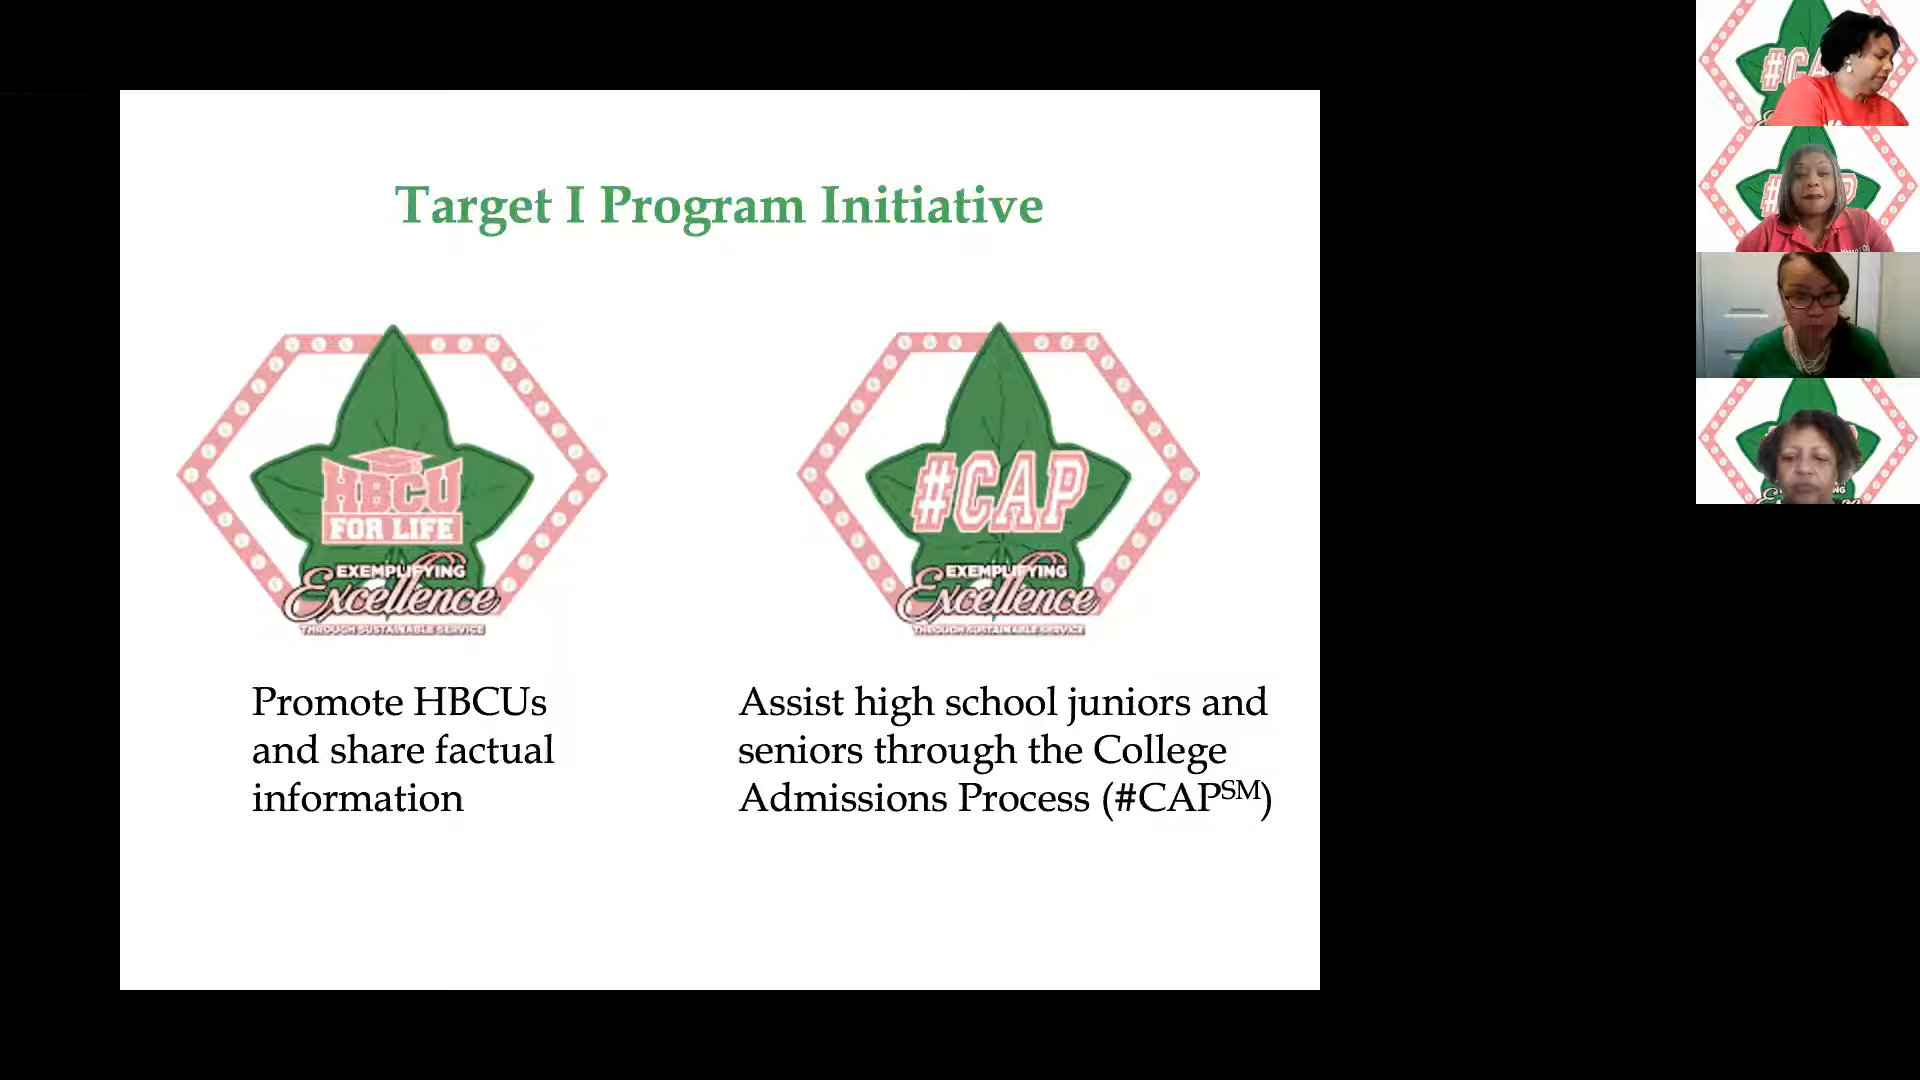 Target I Program Initiative
HBCU
FOR LIFE
EXEMPLIFYING
Excellence
THROUGH SUSTAINABLE SERVICE
#CAP
EXEMPLIFYING
Excellence
THROUGH SUSTAINABLE SERVICE
Promote HBCUs
and share factual
information
Assist high school juniors and
seniors through the College
Admissions Process (#CAP℠)